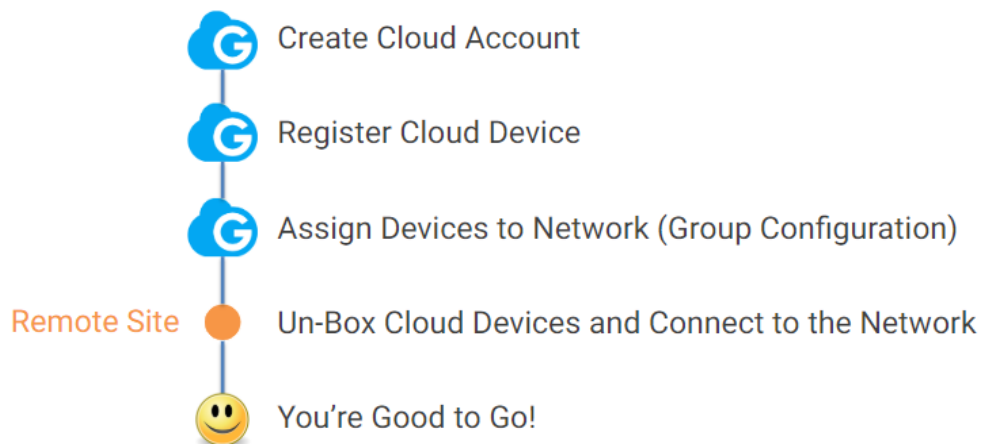 G Create Cloud Account
G Register Cloud Device
G Assign Devices to Network (Group Configuration)
Remote Site Un-Box Cloud Devices and Connect to the Network
You're Good to Go!